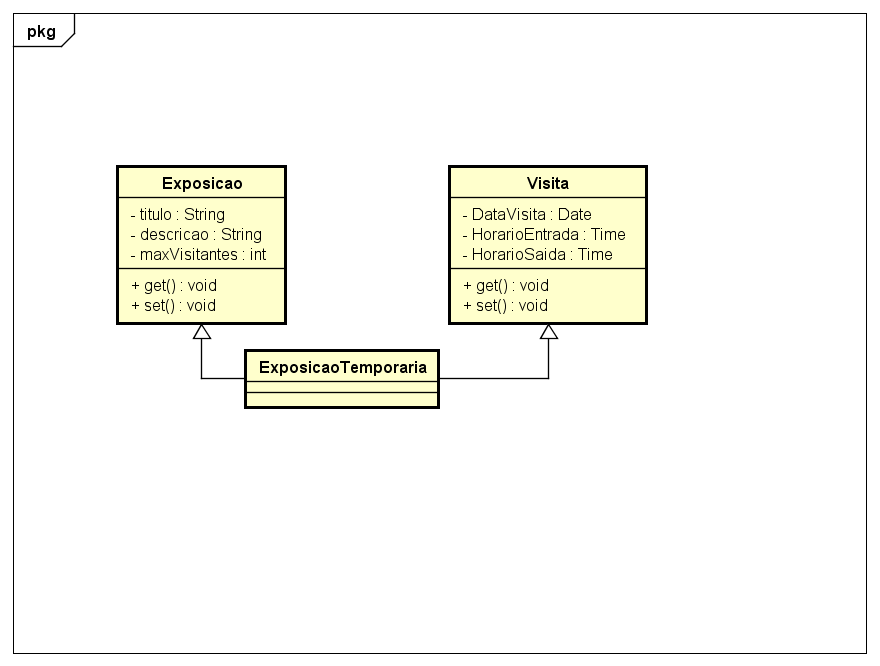 pkg
Exposicao
- titulo : String
- descricao : String
- maxVisitantes : int
+ get() : void
+ set() : void
Visita
- DataVisita : Date
- HorarioEntrada : Time
- HorarioSaida : Time
+ get() : void
+ set() : void
ExposicaoTemporaria